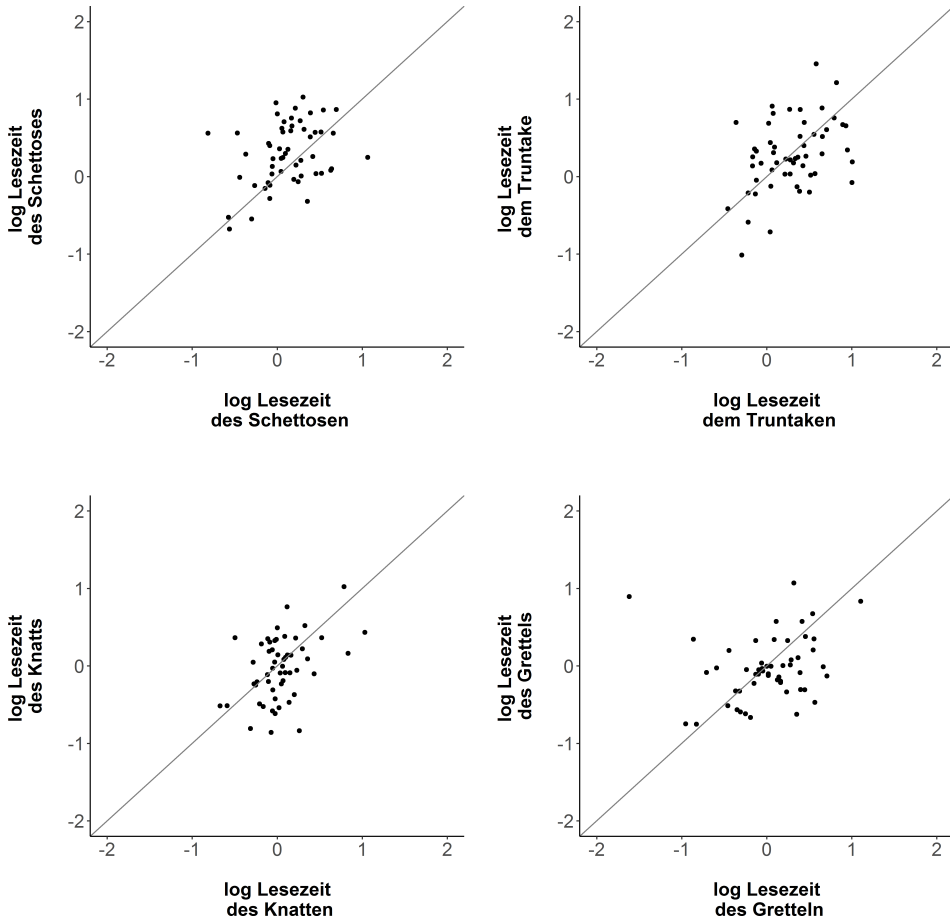 log Lesezeit
des Schettoses
2
1
0
-1
-2
-2
-1
0
1
2
log Lesezeit
des Schettosen
log Lesezeit
dem Truntake
2
1
0
-1
-2
-2
-1
0
1
2
log Lesezeit
dem Truntaken
log Lesezeit
des Knatts
2
1
0
-1
-2
-2
-1
0
1
2
log Lesezeit
des Knatten
log Lesezeit
des Grettels
2
1
0
-1
-2
-2
-1
0
1
2
log Lesezeit
des Gretteln